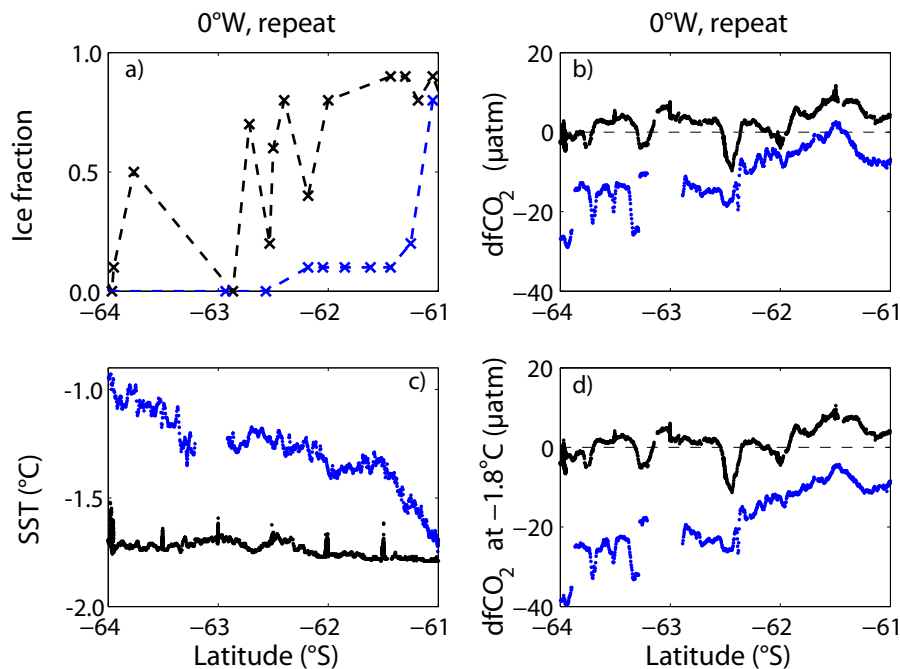 0°W, repeat
0°W, repeat
a)
1.0
0.5
0.0
Ice fraction
−64
−63
−62
−61
b)
20
0
−20
−40
dfCO2 (μatm)
−64
−63
−62
−61
c)
-1.0
-1.5
-2.0
SST (°C)
−64
−63
−62
−61
Latitude (°S)
d)
20
0
−20
−40
dfCO2 at −1.8°C (μatm)
−64
−63
−62
−61
Latitude (°S)